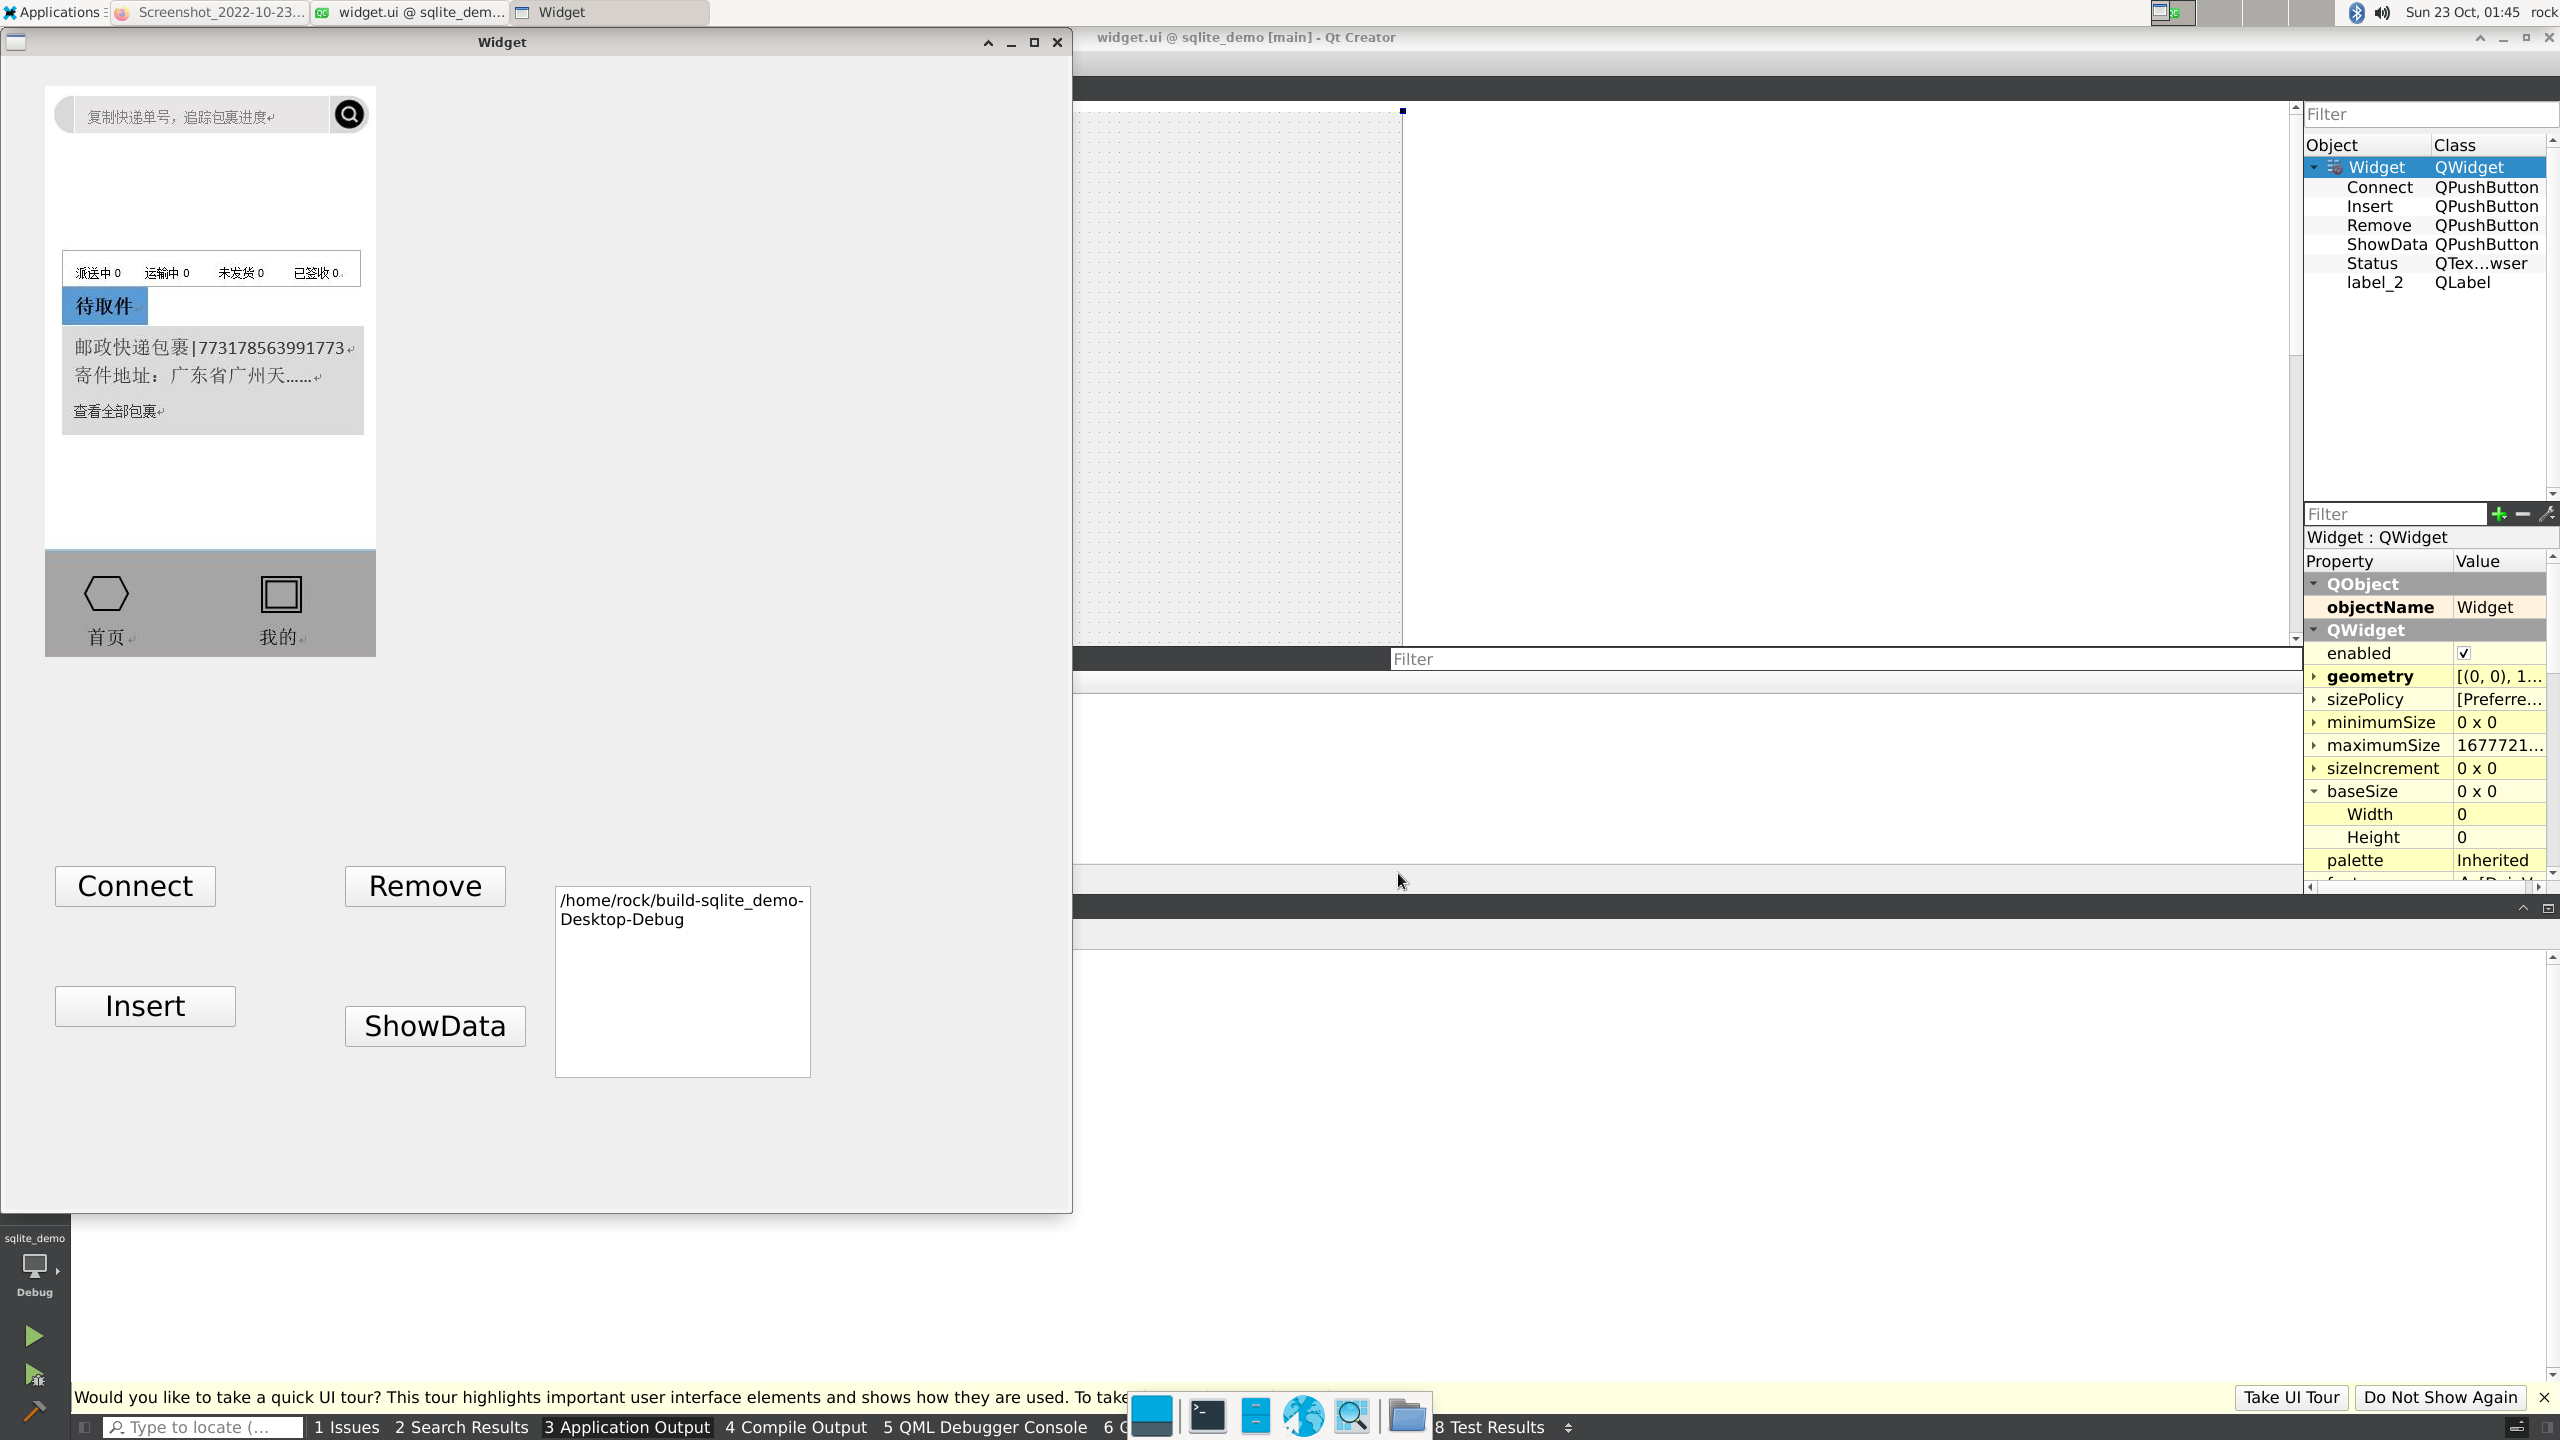 Applications
Screenshot_2022-10-23...
widget.ui @ sqlite_dem...
Widget
Sun 23 Oct, 01:45
rock
Widget
widget.ui @ sqlite_demo [main] - Qt Creator
复制快递单号，追踪包裹进度
派送中 0 运输中 0 未发货 0 已签收 0
待取件
邮政快递包裹|773178563991773
寄件地址：广东省广州天……
查看全部包裹
首页 我的
Connect
Remove
Insert
ShowData
/home/rock/build-sqlite_demo-
Desktop-Debug
Filter
Object Class
Widget QWidget
Connect QPushButton
Insert QPushButton
Remove QPushButton
ShowData QPushButton
Status QTex...wser
label_2 QLabel
Filter
Widget : QWidget
Property Value
QObject
objectName Widget
QWidget
enabled
geometry [(0, 0), 1...
sizePolicy [Preferre...
minimumSize 0 x 0
maximumSize 1677721...
sizeIncrement 0 x 0
baseSize 0 x 0
Width 0
Height 0
palette Inherited
Filter
sqlite_demo
Debug
Would you like to take a quick UI tour? This tour highlights important user interface elements and shows how they are used. To take
Take UI Tour
Do Not Show Again
Type to locate (...
1 Issues
2 Search Results
3 Application Output
4 Compile Output
5 QML Debugger Console
6
8 Test Results